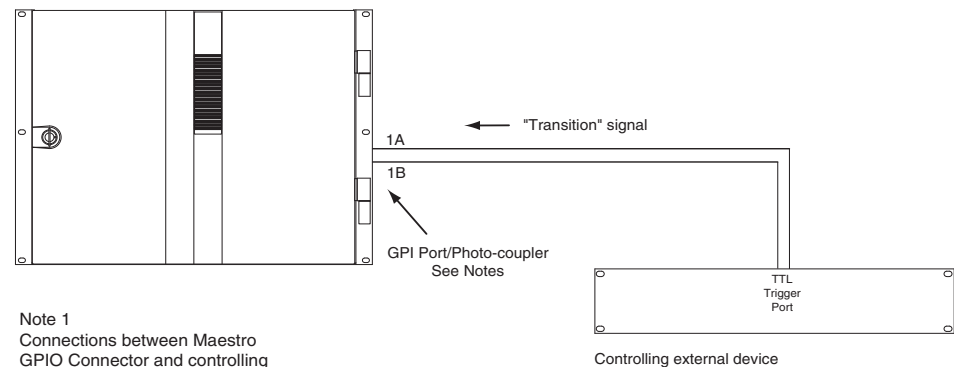 "Transition" signal
1A
1B
GPI Port/Photo-coupler
See Notes
TTL
Trigger
Port
Note 1
Connections between Maestro
GPIO Connector and controlling
Controlling external device